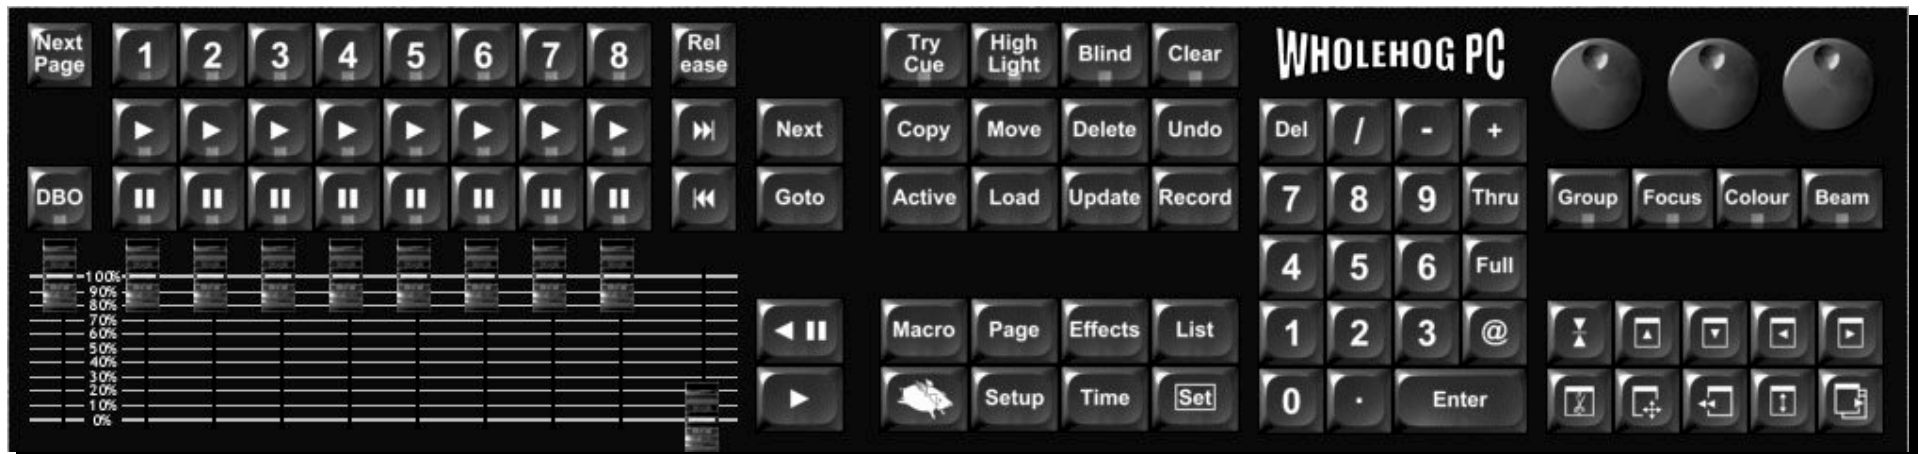 Next
Page
1 2 3 4 5 6 7 8
Rel
ease
Try
Cue
High
Light
Blind
Clear
WHOLEHOG PC
Next
Copy Move Delete Undo
Del / - +
DBO
Goto
Active Load Update Record
7 8 9 Thru
Group Focus Colour Beam
4 5 6 Full
100%
90%
80%
70%
60%
50%
40%
30%
20%
10%
0%
Macro Page Effects List
1 2 3 @
Setup Time Set
0 . Enter